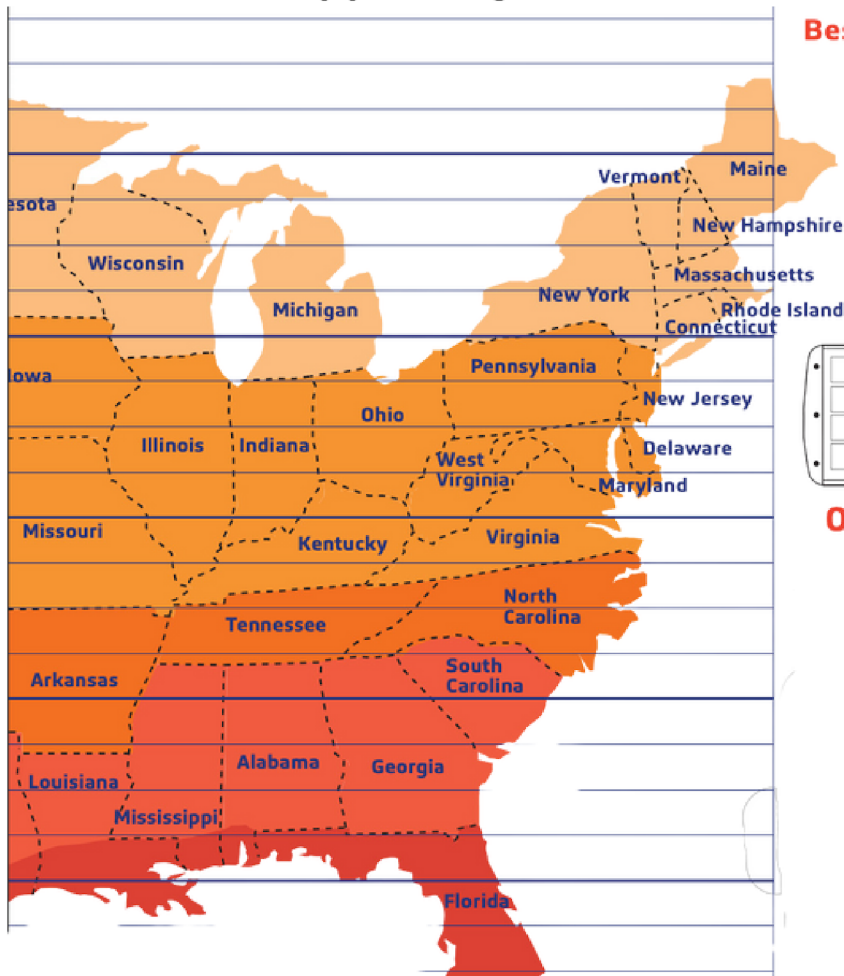 Bes
Maine
Vermont
esota
New Hampshire
Wisconsin
Massachusetts
New York
Michigan
Rhode Island
Connecticut
Pennsylvania
Iowa
New Jersey
Ohio
Illinois
Indiana
Delaware
West
Virginia
Maryland
O
Missouri
Virginia
Kentucky
North
Carolina
Tennessee
South
Carolina
Arkansas
Alabama
Georgia
Louisiana
Mississippi
Florida